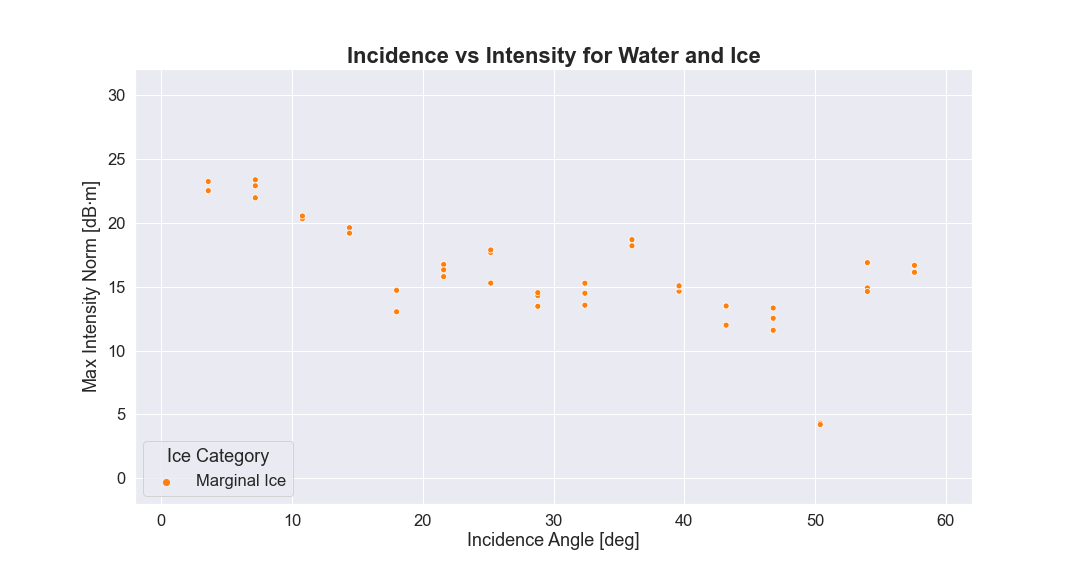 Incidence vs Intensity for Water and Ice
30
25
20
15
10
5
0
Max Intensity Norm [dB·m]
Ice Category
Marginal Ice
0 10 20 30 40 50 60
Incidence Angle [deg]